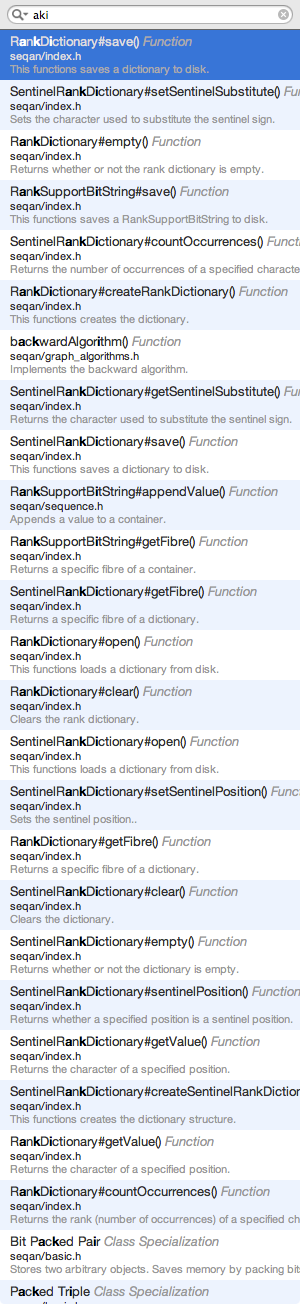 aki
RankDictionary#save() Function
seqan/index.h
This functions saves a dictionary to disk.
SentinelRankDictionary#setSentinelSubstitute()
seqan/index.h
Sets the character used to substitute the sentinel sign.
RankDictionary#empty() Function
seqan/index.h
Returns whether or not the rank dictionary is empty.
RankSupportBitString#save() Function
seqan/index.h
This functions saves a RankSupportBitString to disk.
SentinelRankDictionary#countOccurrences() Functi
seqan/index.h
Returns the number of occurrences of a specified characte
RankDictionary#createRankDictionary() Function
seqan/index.h
This functions creates the dictionary.
backwardAlgorithm() Function
seqan/graph_algorithms.h
Implements the backward algorithm.
SentinelRankDictionary#getSentinelSubstitute() F
seqan/index.h
Returns the character used to substitute the sentinel sign.
SentinelRankDictionary#save() Function
seqan/index.h
This functions saves a dictionary to disk.
RankSupportBitString#appendValue() Function
seqan/sequence.h
Appends a value to a container.
RankSupportBitString#getFibre() Function
seqan/index.h
Returns a specific fibre of a container.
SentinelRankDictionary#getFibre() Function
seqan/index.h
Returns a specific fibre of a dictionary.
RankDictionary#open() Function
seqan/index.h
This functions loads a dictionary from disk.
RankDictionary#clear() Function
seqan/index.h
Clears the rank dictionary.
SentinelRankDictionary#open() Function
seqan/index.h
This functions loads a dictionary from disk.
SentinelRankDictionary#setSentinelPosition() Func
seqan/index.h
Sets the sentinel position..
RankDictionary#getFibre() Function
seqan/index.h
Returns a specific fibre of a dictionary.
SentinelRankDictionary#clear() Function
seqan/index.h
Clears the dictionary.
SentinelRankDictionary#empty() Function
seqan/index.h
Returns whether or not the dictionary is empty.
SentinelRankDictionary#sentinelPosition() Function
seqan/index.h
Returns whether a specified position is a sentinel position.
SentinelRankDictionary#getValue() Function
seqan/index.h
Returns the character of a specified position.
SentinelRankDictionary#createSentinelRankDiction
seqan/index.h
This functions creates the dictionary structure.
RankDictionary#getValue() Function
seqan/index.h
Returns the character of a specified position.
RankDictionary#countOccurrences() Function
seqan/index.h
Returns the rank (number of occurrences) of a specified ch
Bit Packed Pair Class Specialization
seqan/basic.h
Stores two arbitrary objects. Saves memory by packing bit
Packed Triple Class Specialization